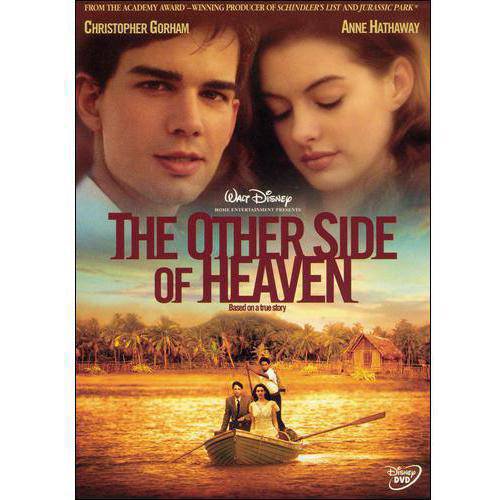 FROM THE ACADEMY AWARD–WINNING PRODUCER OF SCHINDLER'S LIST AND JURASSIC PARK*
CHRISTOPHER GORHAM ANNE HATHAWAY
WALT DISNEY
HOME ENTERTAINMENT PRESENTS
THE OTHER SIDE
OF HEAVEN
Based on a true story
DISNEY
DVD